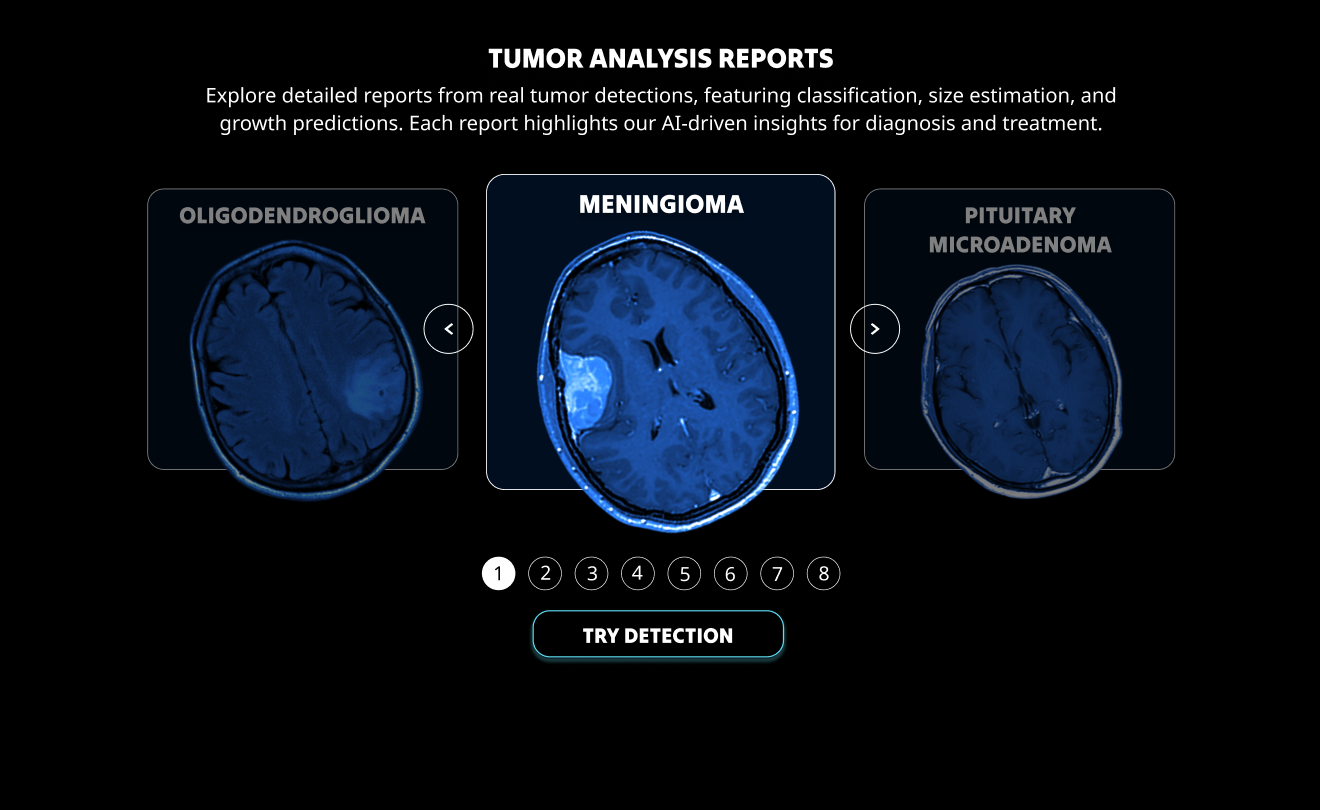 TUMOR ANALYSIS REPORTS
Explore detailed reports from real tumor detections, featuring classification, size estimation, and
growth predictions. Each report highlights our AI-driven insights for diagnosis and treatment.
OLIGODENDROGLIOMA
MENINGIOMA
PITUITARY
MICROADENOMA
<
>
1 2 3 4 5 6 7 8
TRY DETECTION